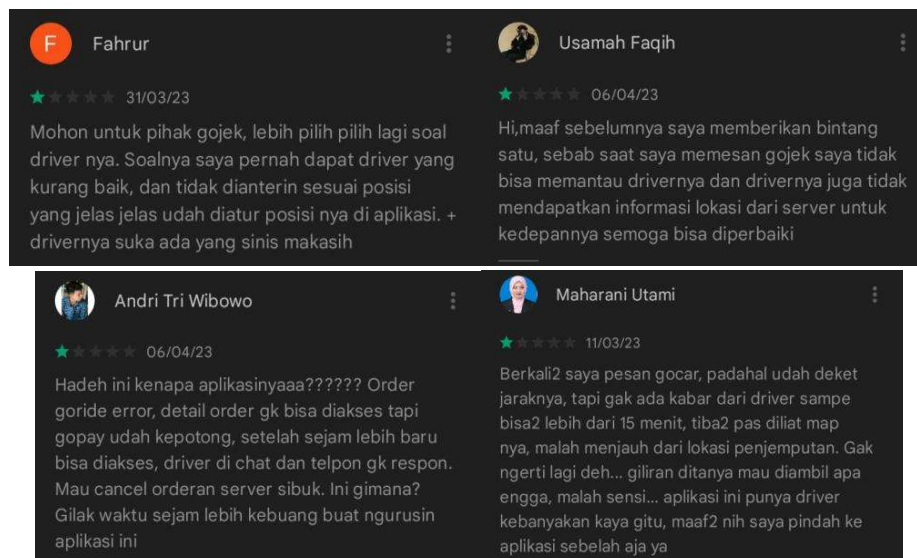 F
Fahrur
31/03/23
Mohon untuk pihak gojek, lebih pilih pilih lagi soal
driver nya. Soalnya saya pernah dapat driver yang
kurang baik, dan tidak dianterin sesuai posisi
yang jelas jelas udah diatur posisi nya di aplikasi. +
drivernya suka ada yang sinis makasih
Usamah Faqih
06/04/23
Hi,maaf sebelumnya saya memberikan bintang
satu, sebab saat saya memesan gojek saya tidak
bisa memantau drivernya dan drivernya juga tidak
mendapatkan informasi lokasi dari server untuk
kedepannya semoga bisa diperbaiki
Andri Tri Wibowo
06/04/23
Hadeh ini kenapa aplikasinyaaa?????? Order
goride error, detail order gk bisa diakses tapi
gopay udah kepotong, setelah sejam lebih baru
bisa diakses, driver di chat dan telpon gk respon.
Mau cancel orderan server sibuk. Ini gimana?
Gilak waktu sejam lebih kebuang buat ngurusin
aplikasi ini
Maharani Utami
11/03/23
Berkali2 saya pesan gocar, padahal udah deket
jaraknya, tapi gak ada kabar dari driver sampe
bisa2 lebih dari 15 menit, tiba2 pas diliat map
nya, malah menjauh dari lokasi penjemputan. Gak
ngerti lagi deh... giliran ditanya mau diambil apa
engga, malah sensi... aplikasi ini punya driver
kebanyakan kaya gitu, maaf2 nih saya pindah ke
aplikasi sebelah aja ya